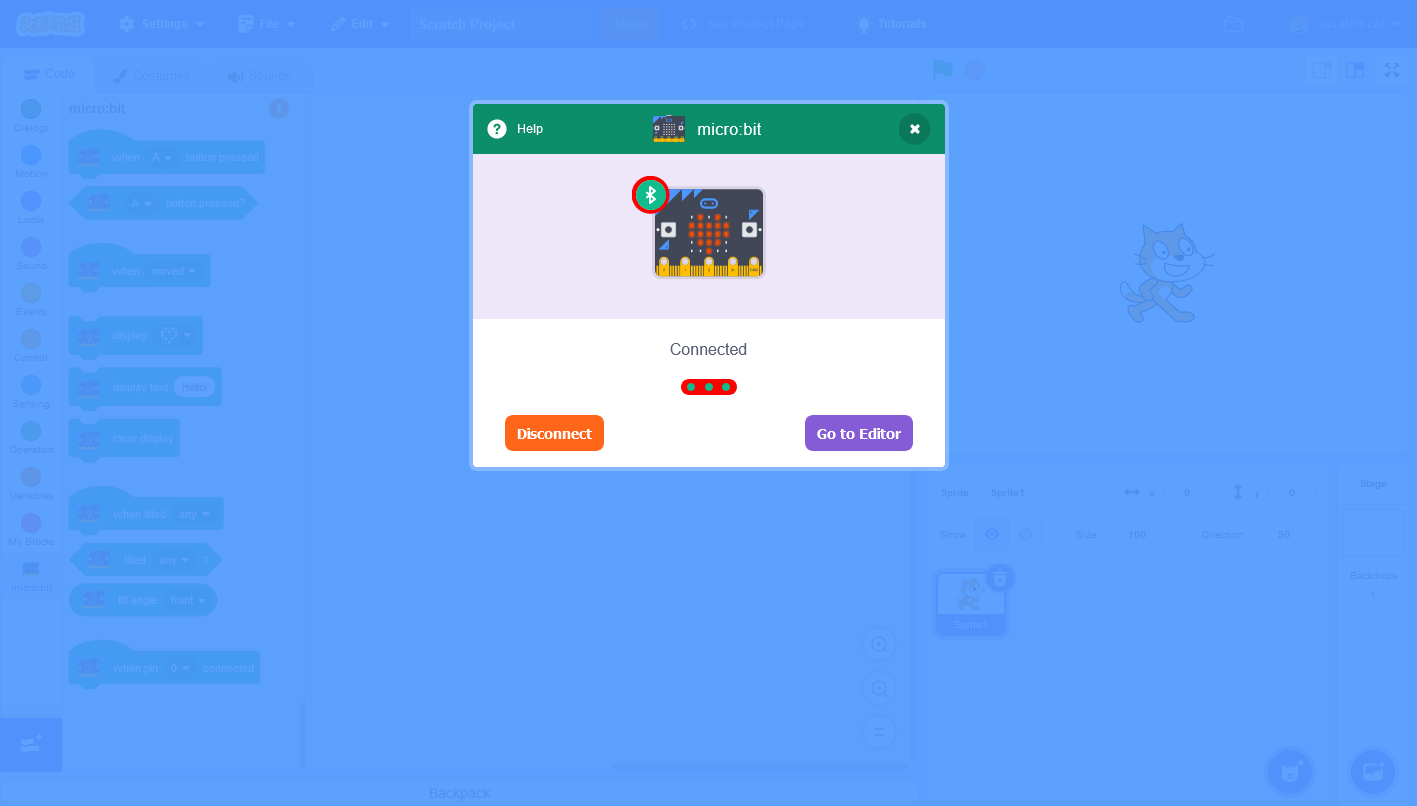 SCRATCH
Settings
File
Edit
Scratch Project
Share
See Project Page
Tutorials
scratch-cat
Code
Costumes
Sounds
micro:bit
Dialogs
Motion
Looks
Sound
Events
Control
Sensing
Operators
Variables
My Blocks
micro:bit
when A button pressed
A button pressed?
when moved
display
display text Hello!
clear display
when tilted any
tilted any ?
tilt angle front
when pin 0 connected
Help
micro:bit
Connected
Disconnect
Go to Editor
Sprite Sprite1 x 0 y 0
Show Size 100 Direction 90
Sprite1
Stage
Backdrops
1
Backpack